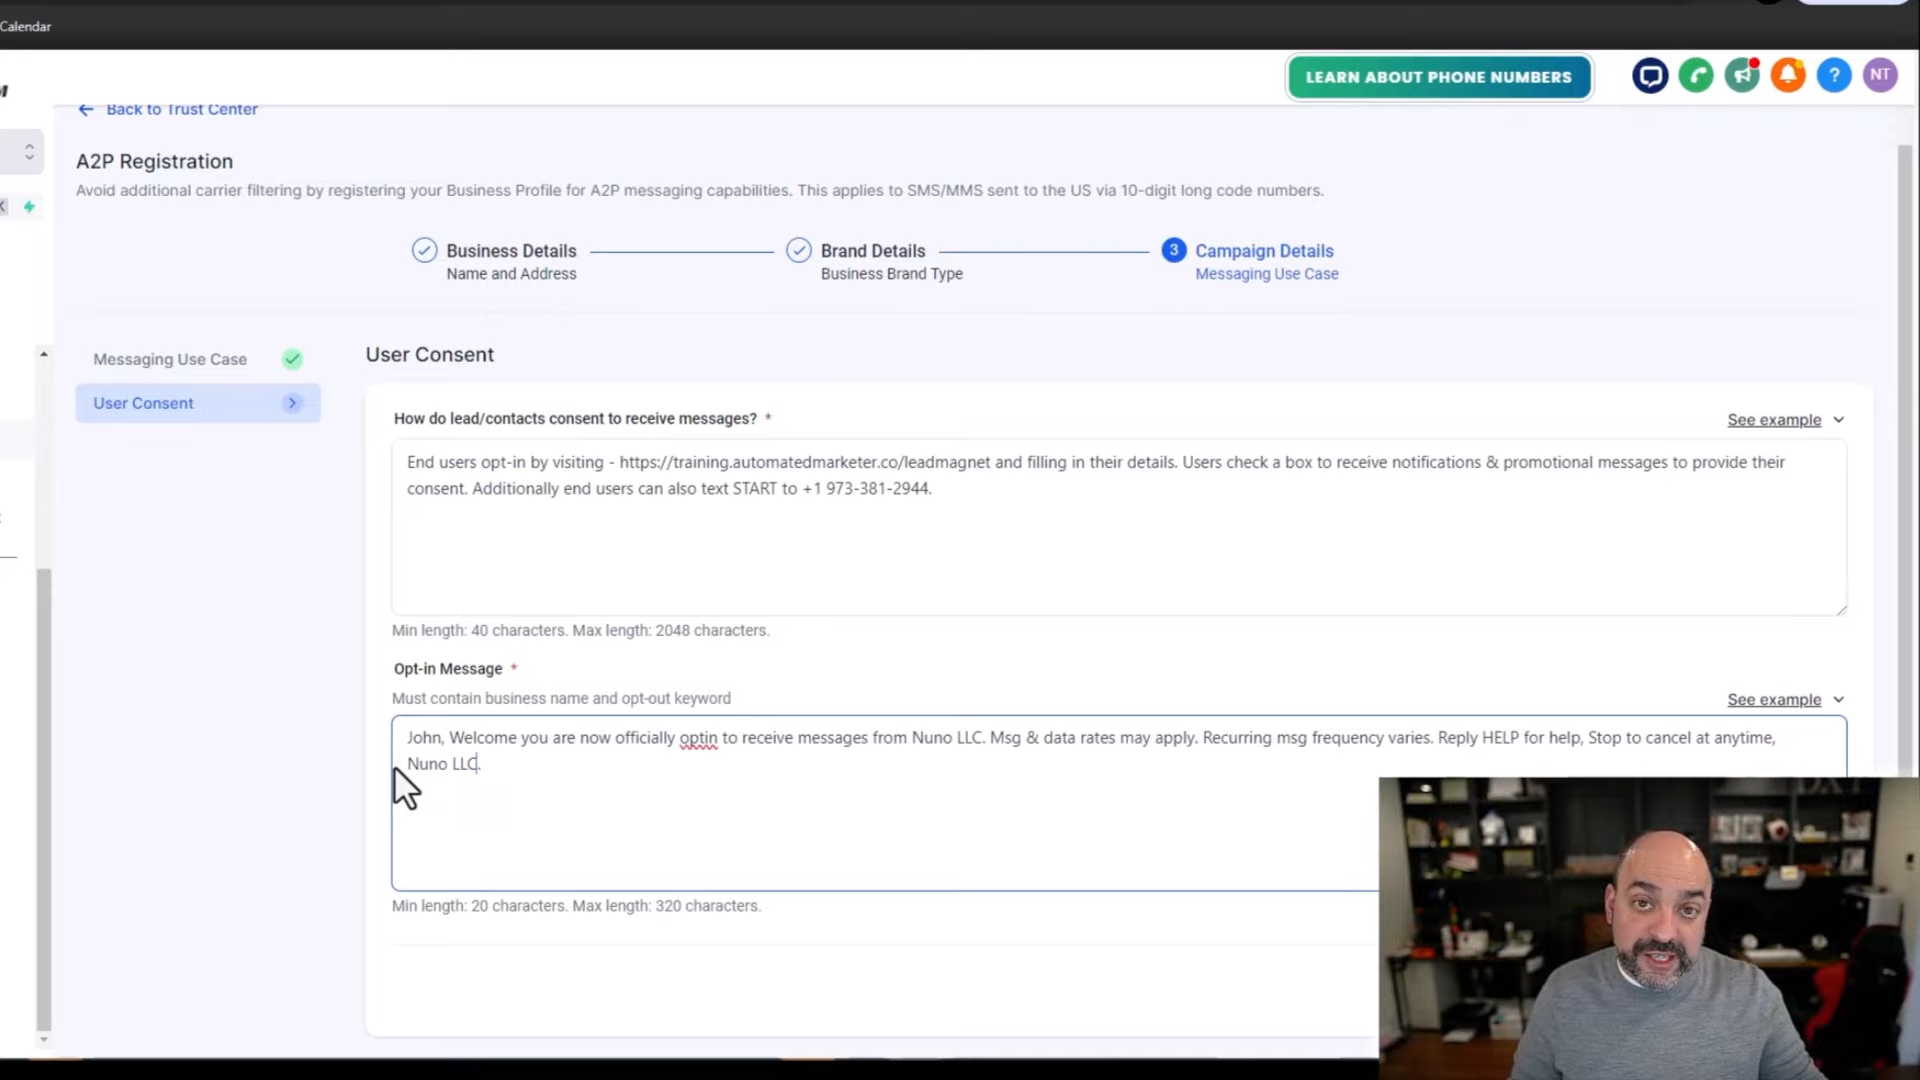 Calendar
LEARN ABOUT PHONE NUMBERS
?
NT
Back to Trust Center
A2P Registration
Avoid additional carrier filtering by registering your Business Profile for A2P messaging capabilities. This applies to SMS/MMS sent to the US via 10-digit long code numbers.
Business Details
Name and Address
Brand Details
Business Brand Type
3
Campaign Details
Messaging Use Case
Messaging Use Case
User Consent
User Consent
How do lead/contacts consent to receive messages? *
See example
End users opt-in by visiting - https://training.automatedmarketer.co/leadmagnet and filling in their details. Users check a box to receive notifications & promotional messages to provide their
consent. Additionally end users can also text START to +1 973-381-2944.
Min length: 40 characters. Max length: 2048 characters.
Opt-in Message *
Must contain business name and opt-out keyword
See example
John, Welcome you are now officially optin to receive messages from Nuno LLC. Msg & data rates may apply. Recurring msg frequency varies. Reply HELP for help, Stop to cancel at anytime,
Nuno LLC.
Min length: 20 characters. Max length: 320 characters.